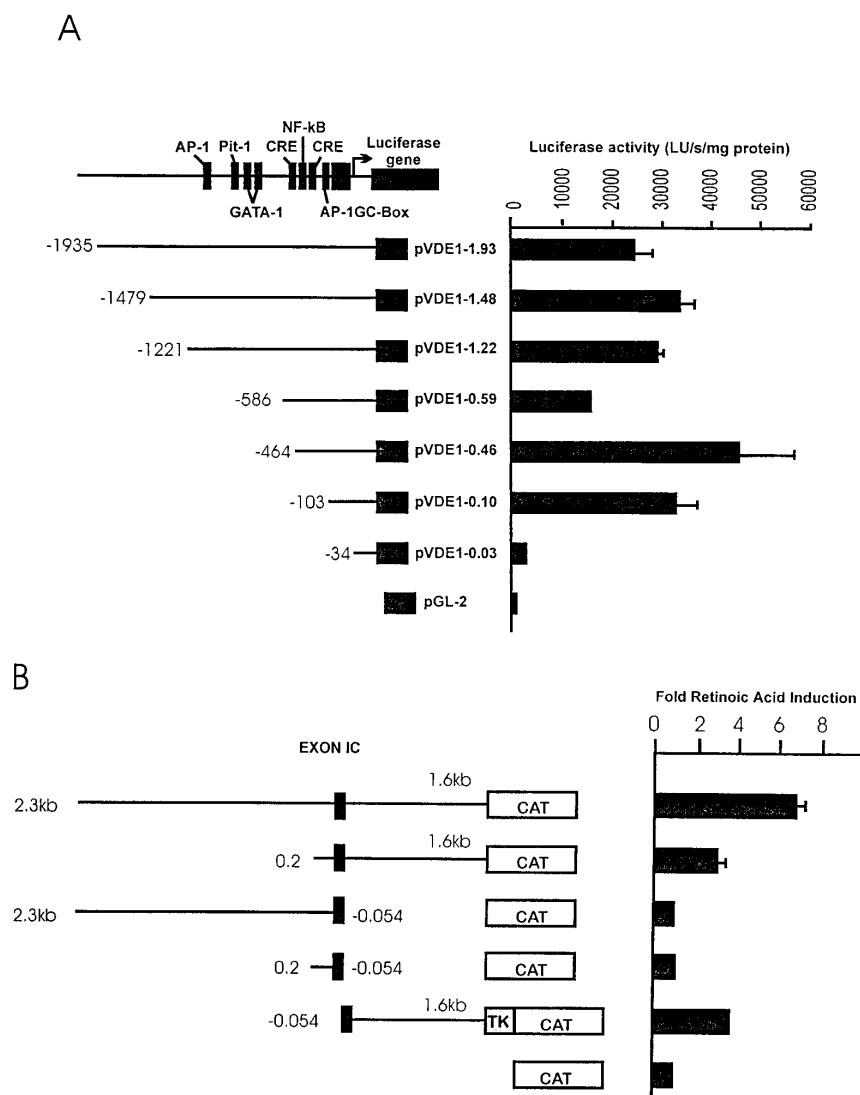 A
NF-kB
AP-1 Pit-1 CRE CRE Luciferase
gene
GATA-1 AP-1GC-Box
Luciferase activity (LU/s/mg protein)
0 10000 20000 30000 40000 50000 60000
-1935 pVDE1-1.93
-1479 pVDE1-1.48
-1221 pVDE1-1.22
-586 pVDE1-0.59
-464 pVDE1-0.46
-103 pVDE1-0.10
-34 pVDE1-0.03
pGL-2
B
Fold Retinoic Acid Induction
0 2 4 6 8
EXON IC
2.3kb 1.6kb CAT
0.2 1.6kb CAT
2.3kb -0.054 CAT
0.2 -0.054 CAT
-0.054 1.6kb TK CAT
CAT